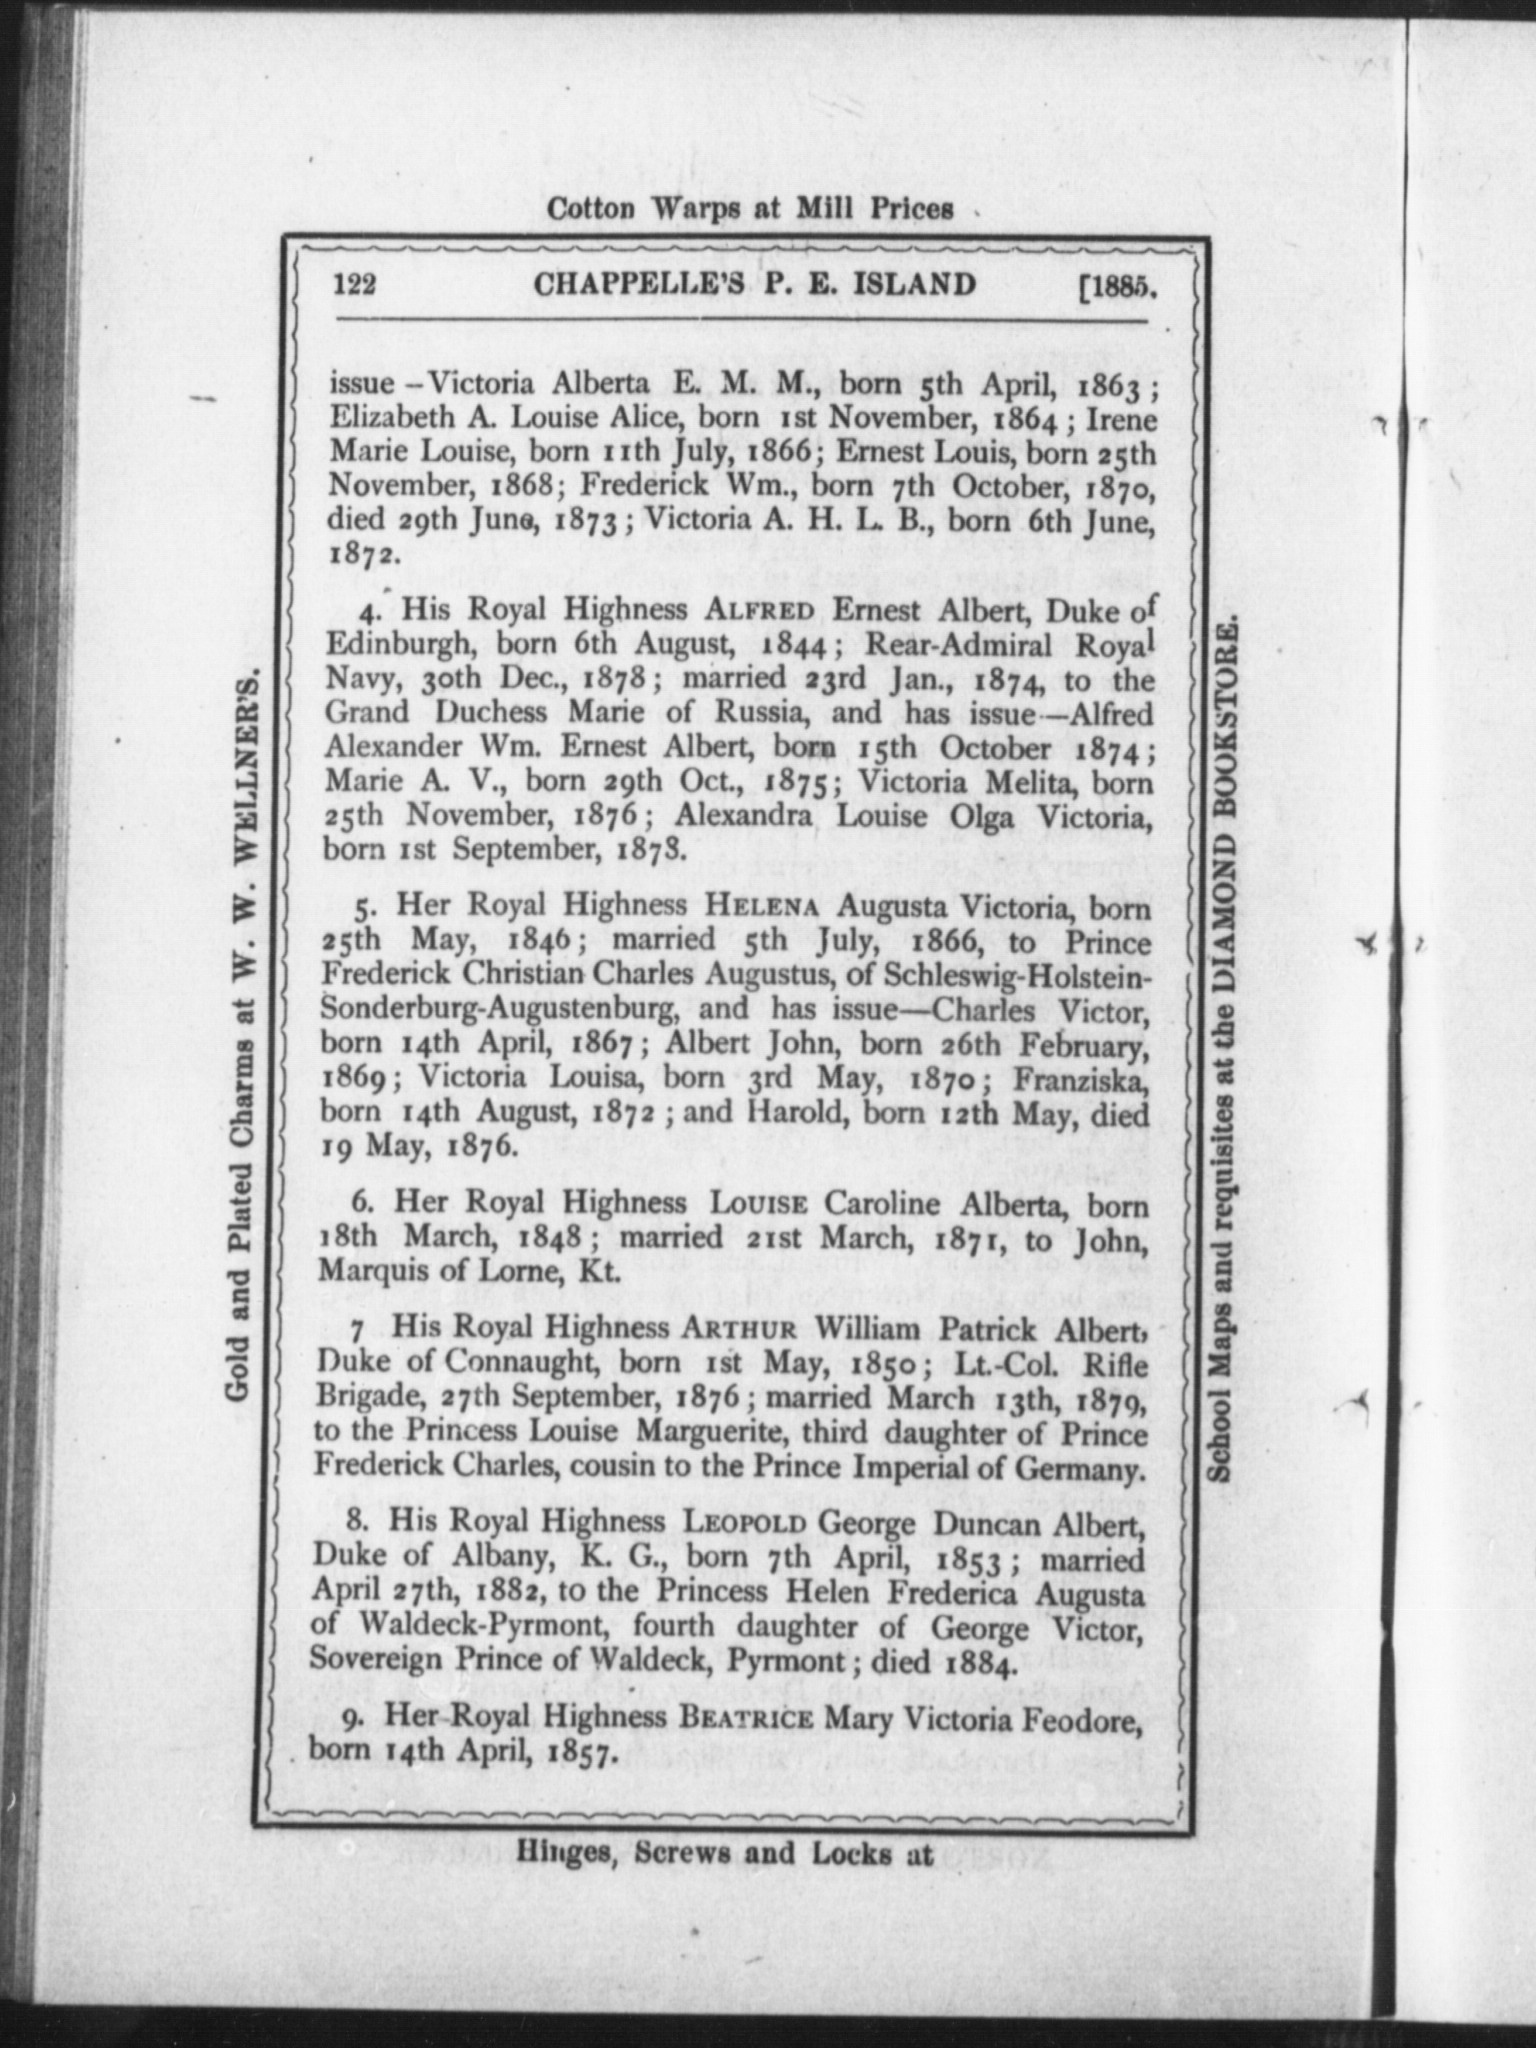 Cotton Warps at Mill Prices
122 CHAPPELLE'S P. E. ISLAND [1885.
issue—Victoria Alberta E. M. M., born 5th April, 1863;
Elizabeth A. Louise Alice, born 1st November, 1864; Irene
Marie Louise, born 11th July, 1866; Ernest Louis, born 25th
November, 1868; Frederick Wm., born 7th October, 1870,
died 29th June, 1873; Victoria A. H. L. B., born 6th June,
1872.
4. His Royal Highness ALFRED Ernest Albert, Duke of
Edinburgh, born 6th August, 1844; Rear-Admiral Royal
Navy, 30th Dec., 1878; married 23rd Jan., 1874, to the
Grand Duchess Marie of Russia, and has issue—Alfred
Alexander Wm. Ernest Albert, born 15th October 1874;
Marie A. V., born 29th Oct., 1875; Victoria Melita, born
25th November, 1876; Alexandra Louise Olga Victoria,
born 1st September, 1878.
5. Her Royal Highness HELENA Augusta Victoria, born
25th May, 1846; married 5th July, 1866, to Prince
Frederick Christian Charles Augustus, of Schleswig-Holstein-
Sonderburg-Augustenburg, and has issue—Charles Victor,
born 14th April, 1867; Albert John, born 26th February,
1869; Victoria Louisa, born 3rd May, 1870; Franziska,
born 14th August, 1872; and Harold, born 12th May, died
19 May, 1876.
6. Her Royal Highness LOUISE Caroline Alberta, born
18th March, 1848; married 21st March, 1871, to John,
Marquis of Lorne, Kt.
7 His Royal Highness ARTHUR William Patrick Albert,
Duke of Connaught, born 1st May, 1850; Lt.-Col. Rifle
Brigade, 27th September, 1876; married March 13th, 1879,
to the Princess Louise Marguerite, third daughter of Prince
Frederick Charles, cousin to the Prince Imperial of Germany.
8. His Royal Highness LEOPOLD George Duncan Albert,
Duke of Albany, K. G., born 7th April, 1853; married
April 27th, 1882, to the Princess Helen Frederica Augusta
of Waldeck-Pyrmont, fourth daughter of George Victor,
Sovereign Prince of Waldeck, Pyrmont; died 1884.
9. Her Royal Highness BEATRICE Mary Victoria Feodore,
born 14th April, 1857.
Hinges, Screws and Locks at
Gold and Plated Charms at W. W. WELLNER'S.
School Maps and requisites at the DIAMOND BOOKSTORE.